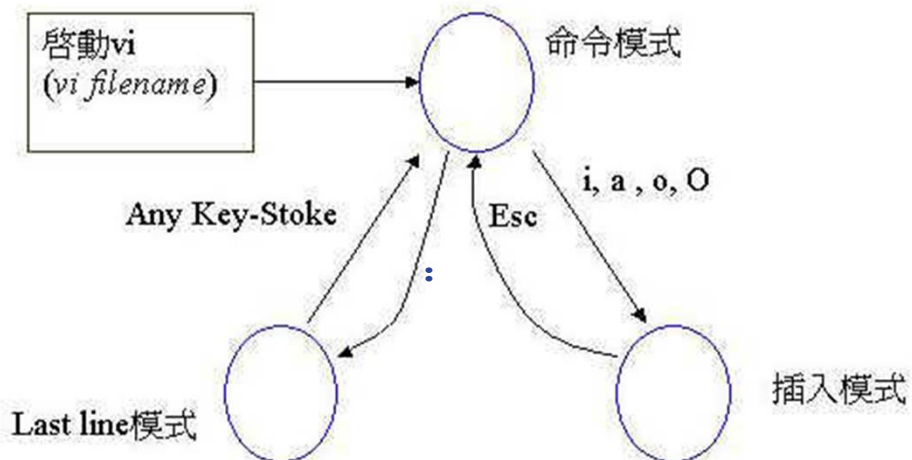 啓動vi
(vi filename)
命令模式
i, a , o, O
Any Key-Stoke
Esc
:
插入模式
Last line模式